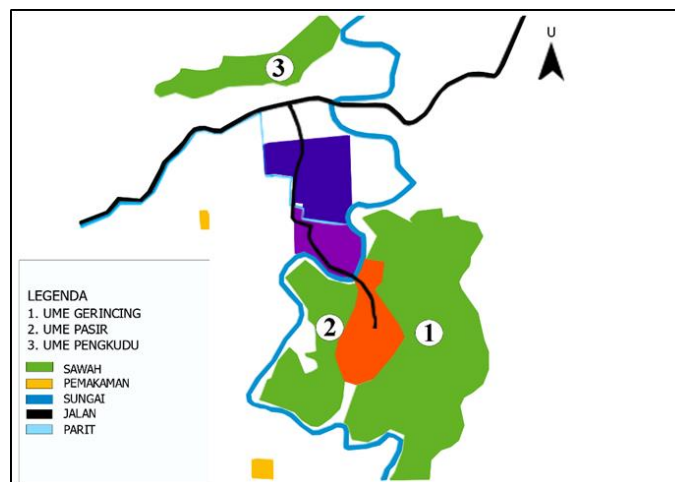 3
U
2
1
LEGENDA
1. UME GERINCING
2. UME PASIR
3. UME PENGKUDU
SAWAH
PEMAKAMAN
SUNGAI
JALAN
PARIT